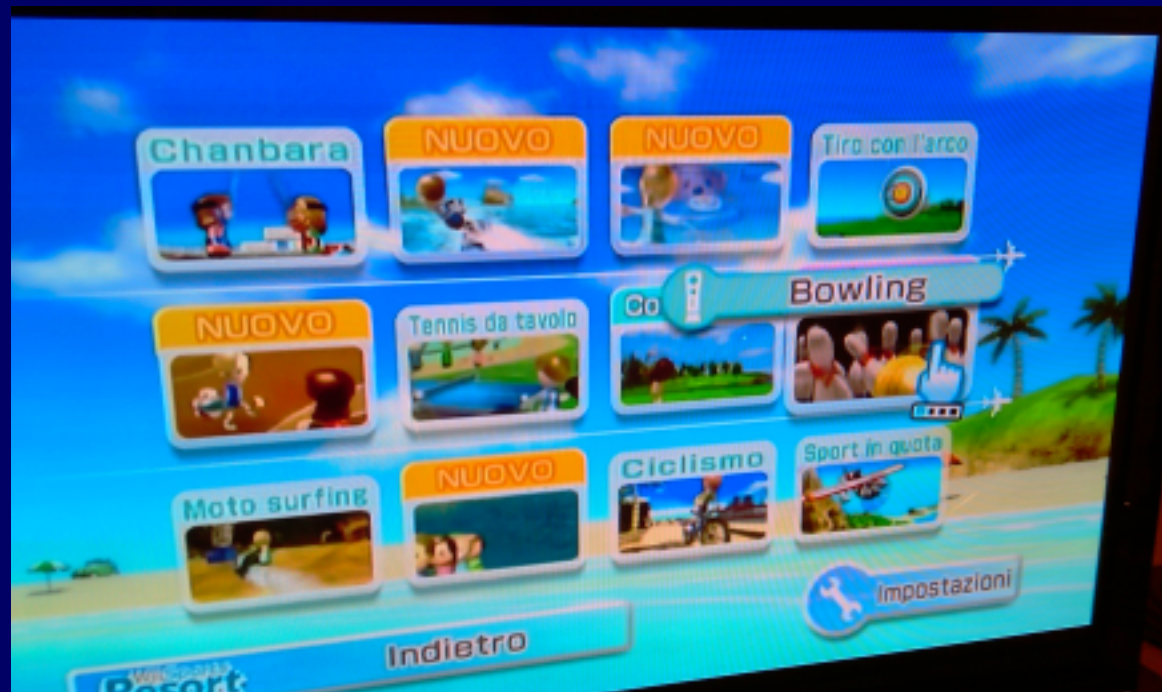 Chanbara
NUOVO
NUOVO
Tiro con l'arco
NUOVO
Tennis da tavolo
Bowling
Moto surfing
NUOVO
Ciclismo
Sport in quota
Impostazioni
Indietro
Resort